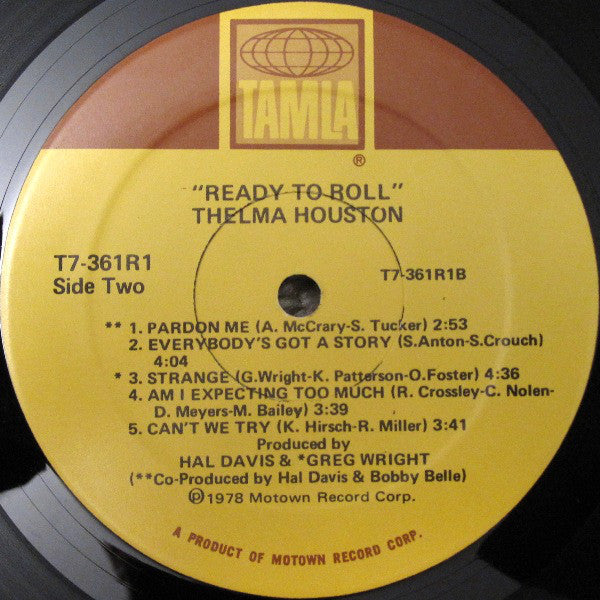 TAMLA
®
"READY TO ROLL"
THELMA HOUSTON
T7-361R1
Side Two
T7-361R1B
** 1. PARDON ME (A. McCrary-S. Tucker) 2:53
2. EVERYBODY'S GOT A STORY (S.Anton-S.Crouch)
4:04
* 3. STRANGE (G.Wright-K. Patterson-O.Foster) 4:36
4. AM I EXPECTING TOO MUCH (R. Crossley-C. Nolen-
D. Meyers-M. Bailey) 3:39
5. CAN'T WE TRY (K. Hirsch-R. Miller) 3:41
Produced by
HAL DAVIS & *GREG WRIGHT
(**Co-Produced by Hal Davis & Bobby Belle)
℗1978 Motown Record Corp.
A PRODUCT OF MOTOWN RECORD CORP.